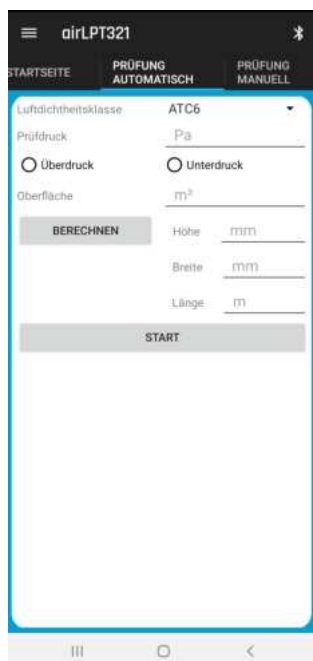 airLPT321
STARTSEITE
PRÜFUNG
AUTOMATISCH
PRÜFUNG
MANUELL
Luftdichtheitsklasse ATC6
Prüfdruck Pa
Überdruck Unterdruck
Oberfläche m²
BERECHNEN Höhe mm
Breite mm
Länge m
START